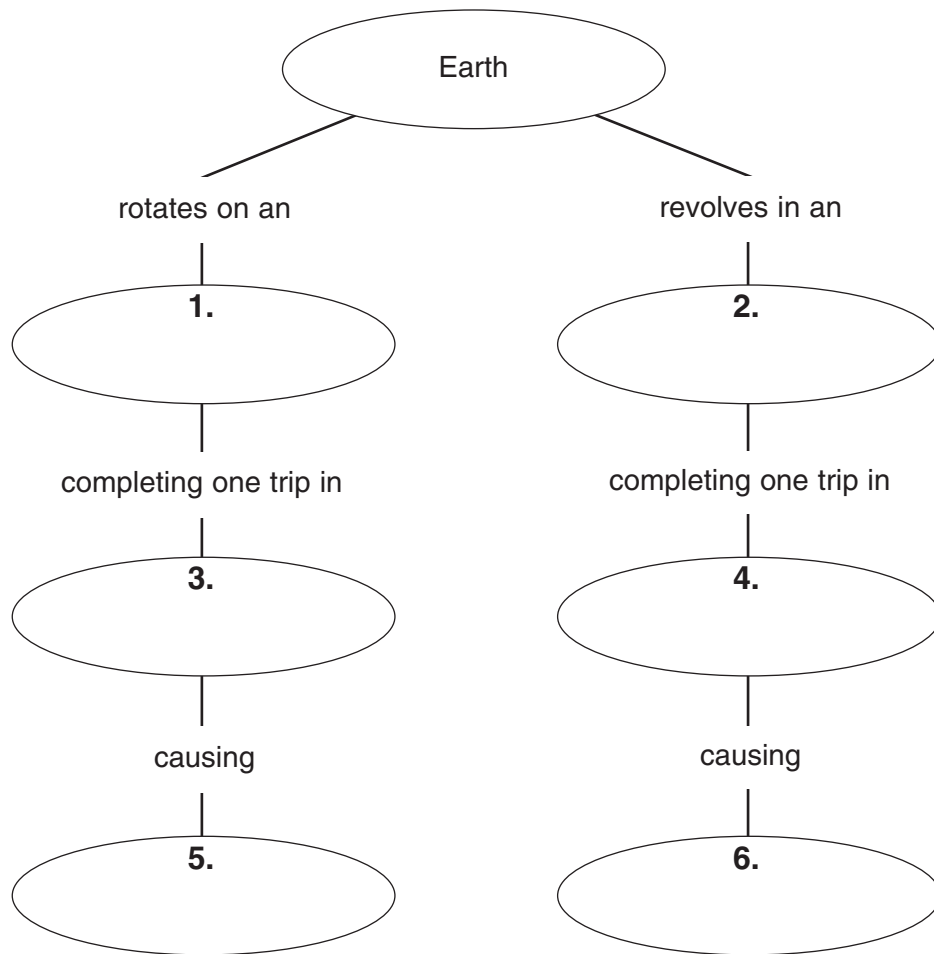 Earth
rotates on an
revolves in an
1.
2.
completing one trip in
completing one trip in
3.
4.
causing
causing
5.
6.